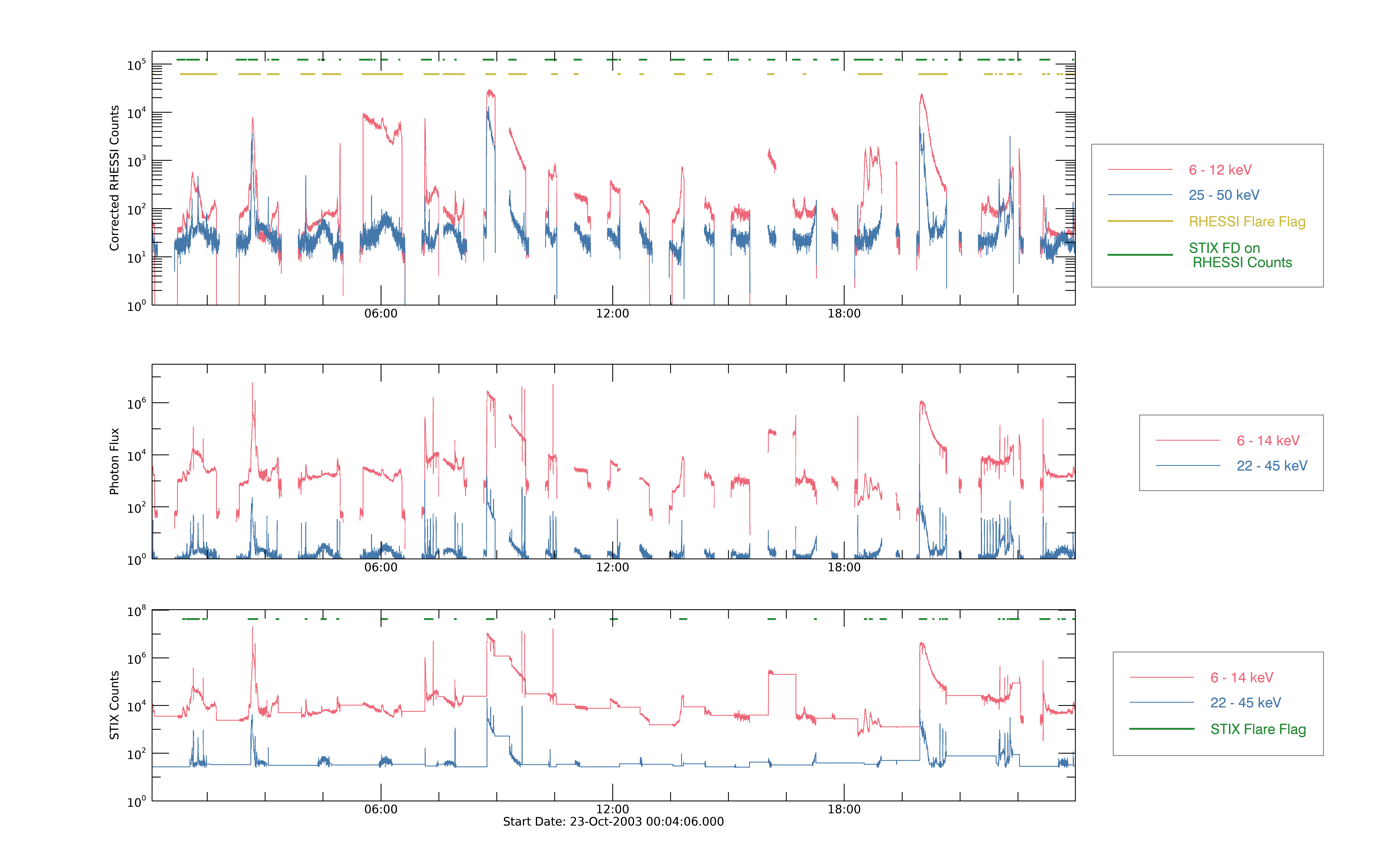 Corrected RHESSI Counts
10^5
10^4
10^3
10^2
10^1
10^0
06:00 12:00 18:00
6 - 12 keV
25 - 50 keV
RHESSI Flare Flag
STIX FD on
RHESSI Counts
Photon Flux
10^6
10^4
10^2
10^0
06:00 12:00 18:00
6 - 14 keV
22 - 45 keV
STIX Counts
10^8
10^6
10^4
10^2
10^0
06:00 12:00 18:00
Start Date: 23-Oct-2003 00:04:06.000
6 - 14 keV
22 - 45 keV
STIX Flare Flag